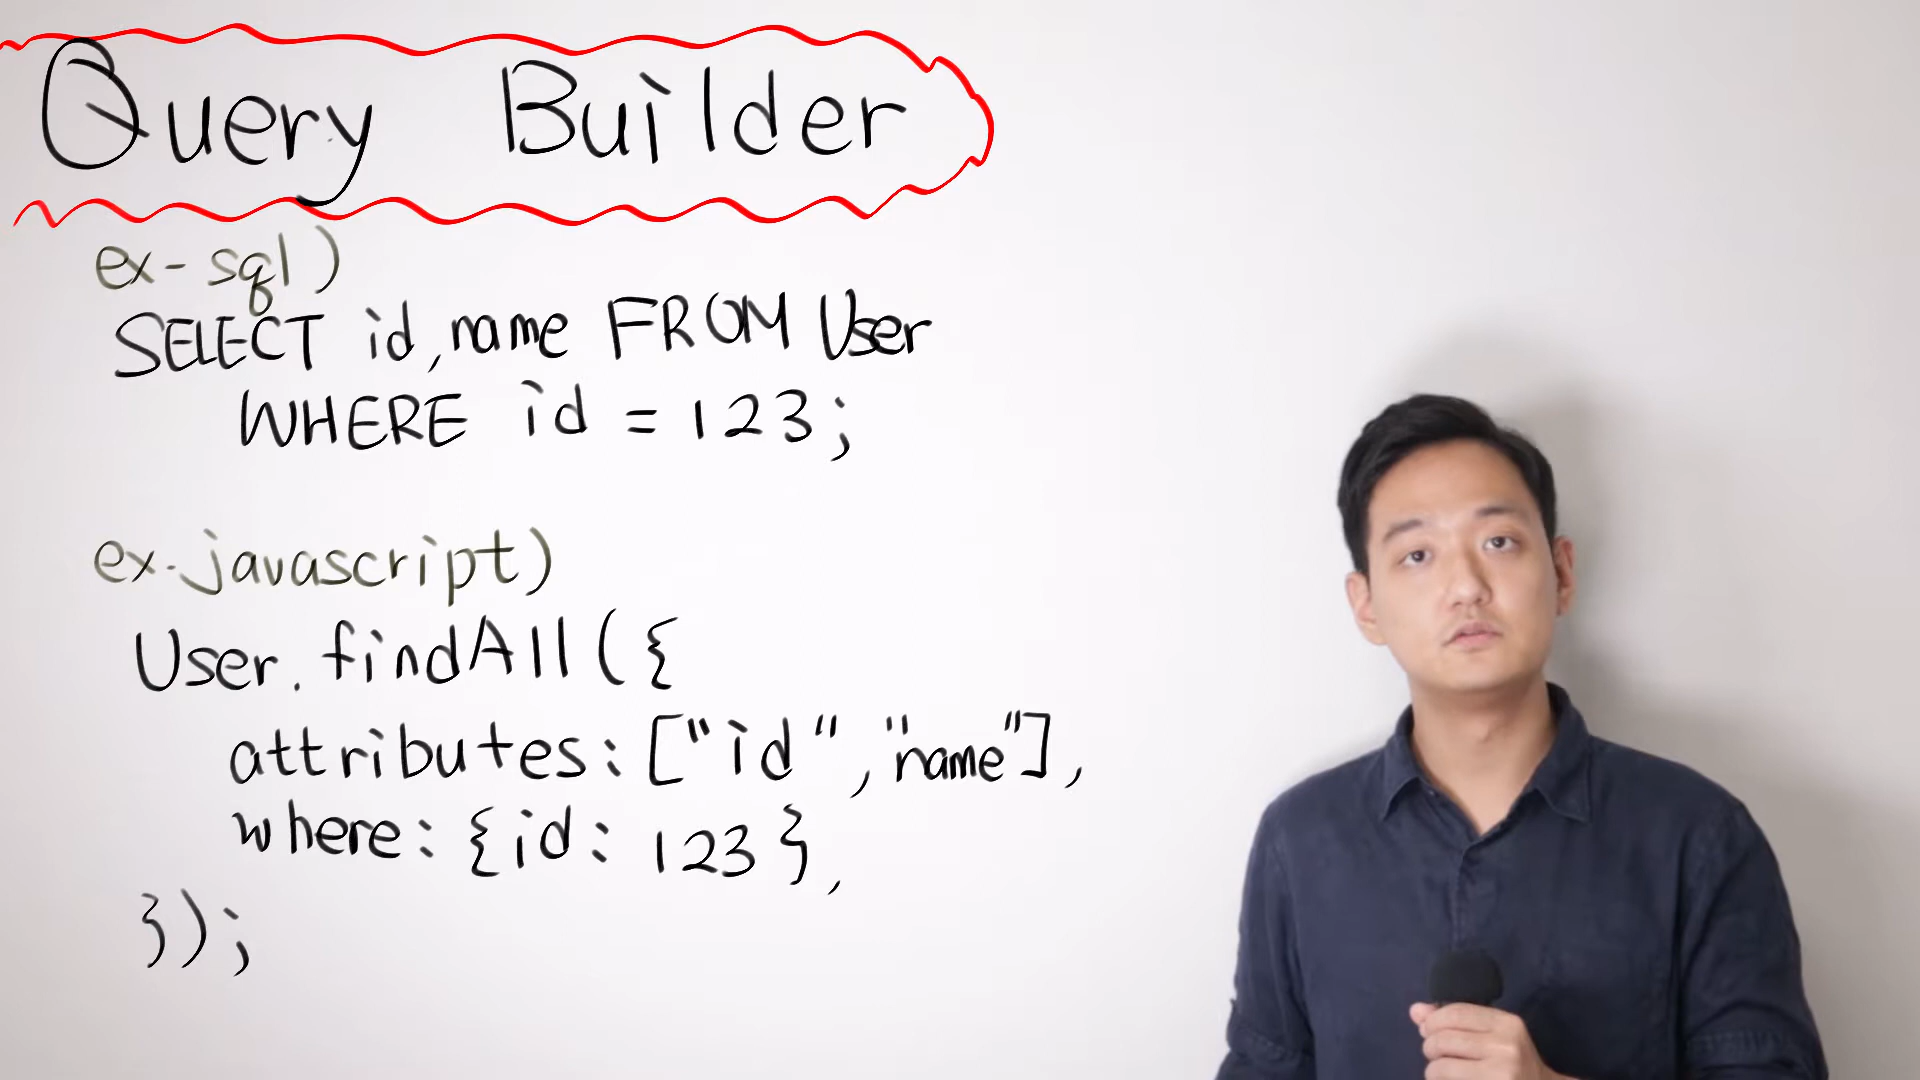 Query Builder
ex-sql)
SELECT id, name FROM User
WHERE id = 123;
ex.javascript)
User.findAll({
attributes: ["id", "name"],
where: {id: 123},
});